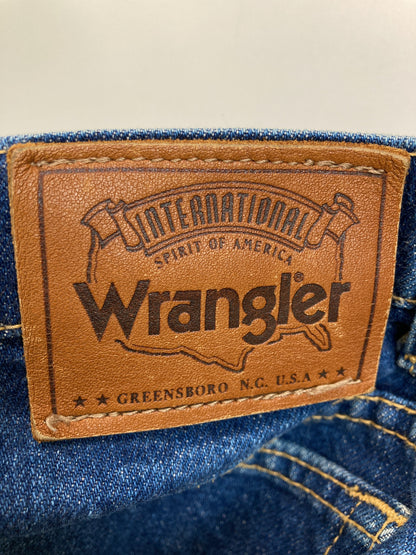 INTERNATIONAL
SPIRIT OF AMERICA
Wrangler®
★★ GREENSBORO N.C. U.S.A ★★